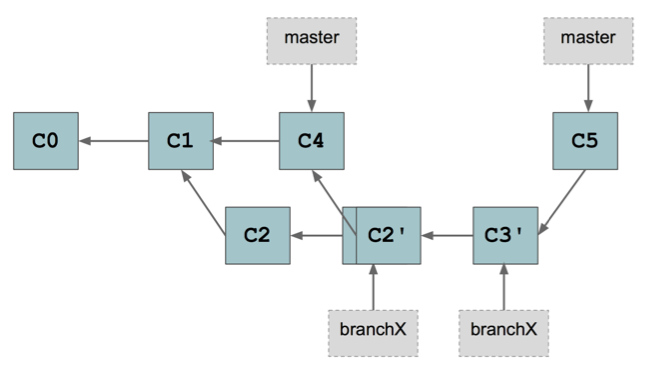 master
master
C0
C1
C4
C5
C2
C2'
C3'
branchX
branchX